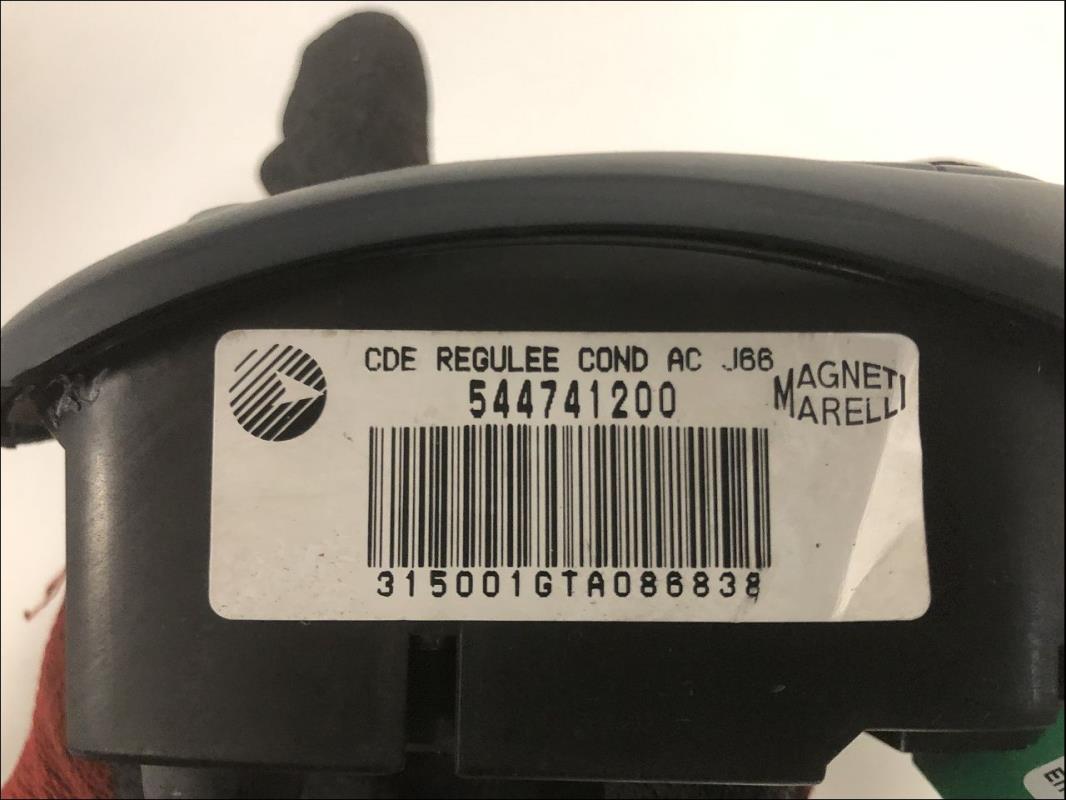 CDE REGULEE COND AC J66
544741200
MAGNETI
MARELLI
315001GTA086838